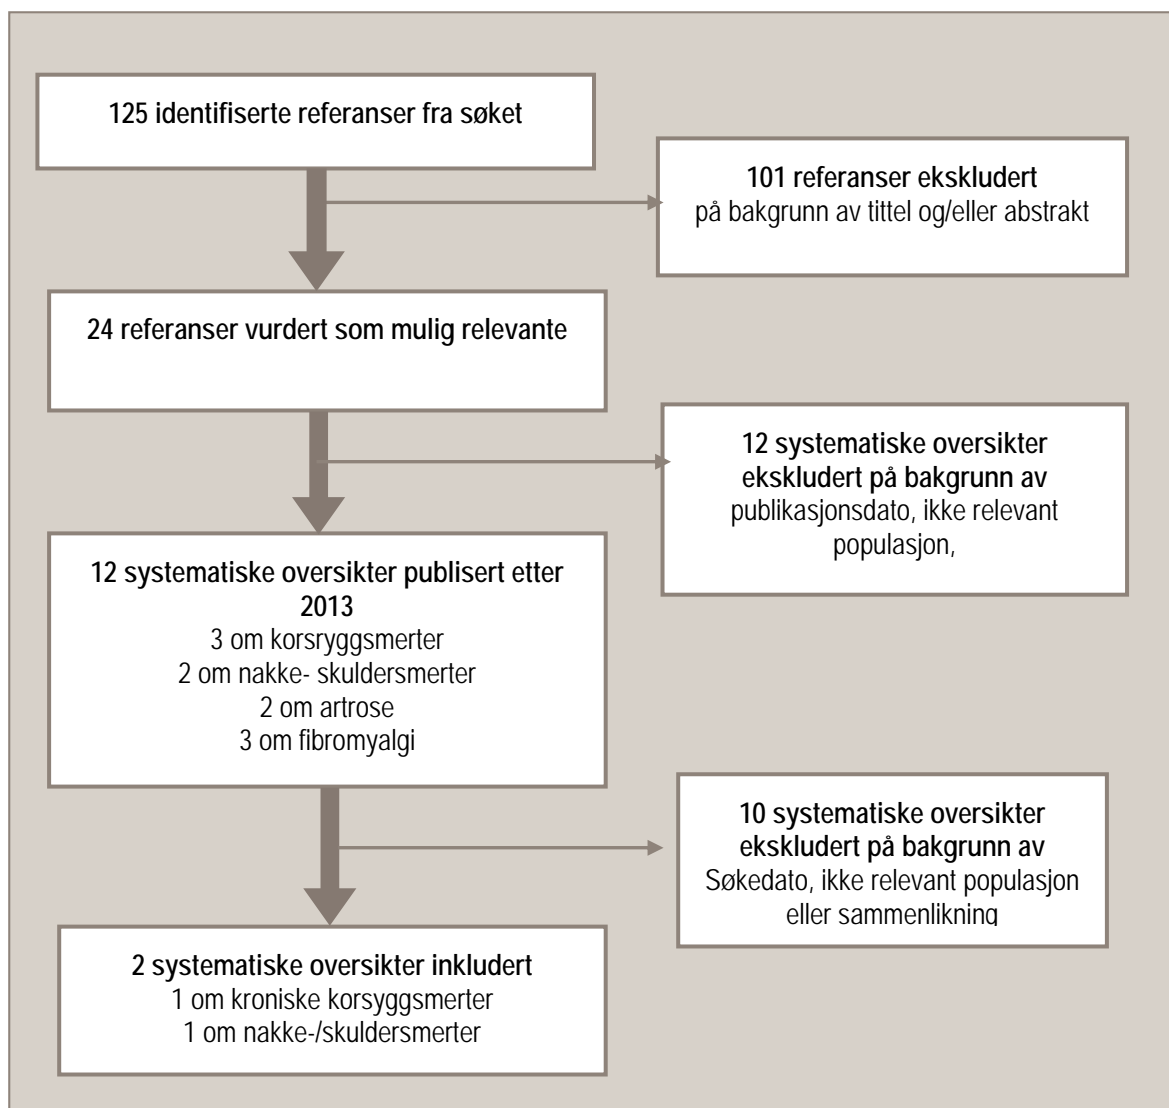 125 identifiserte referanser fra søket
101 referanser ekskludert
på bakgrunn av tittel og/eller abstrakt
24 referanser vurdert som mulig relevante
12 systematiske oversikter
ekskludert på bakgrunn av
publikasjonsdato, ikke relevant
populasjon,
12 systematiske oversikter publisert etter
2013
3 om korsryggsmerter
2 om nakke- skuldersmerter
2 om artrose
3 om fibromyalgi
10 systematiske oversikter
ekskludert på bakgrunn av
Søkedato, ikke relevant populasjon
eller sammenlikning
2 systematiske oversikter inkludert
1 om kroniske korsyggsmerter
1 om nakke-/skuldersmerter